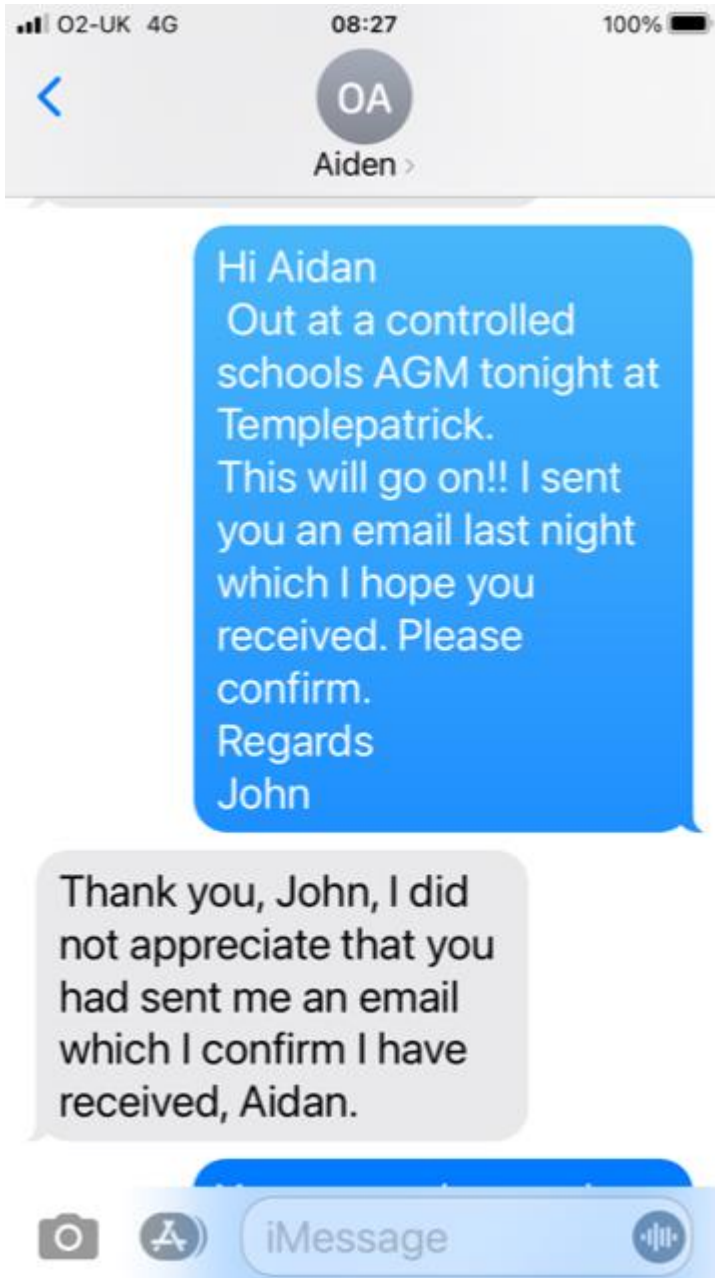 O2-UK 4G 08:27 100%
OA
Aiden
Hi Aidan
Out at a controlled
schools AGM tonight at
Templepatrick.
This will go on!! I sent
you an email last night
which I hope you
received. Please
confirm.
Regards
John
Thank you, John, I did
not appreciate that you
had sent me an email
which I confirm I have
received, Aidan.
iMessage